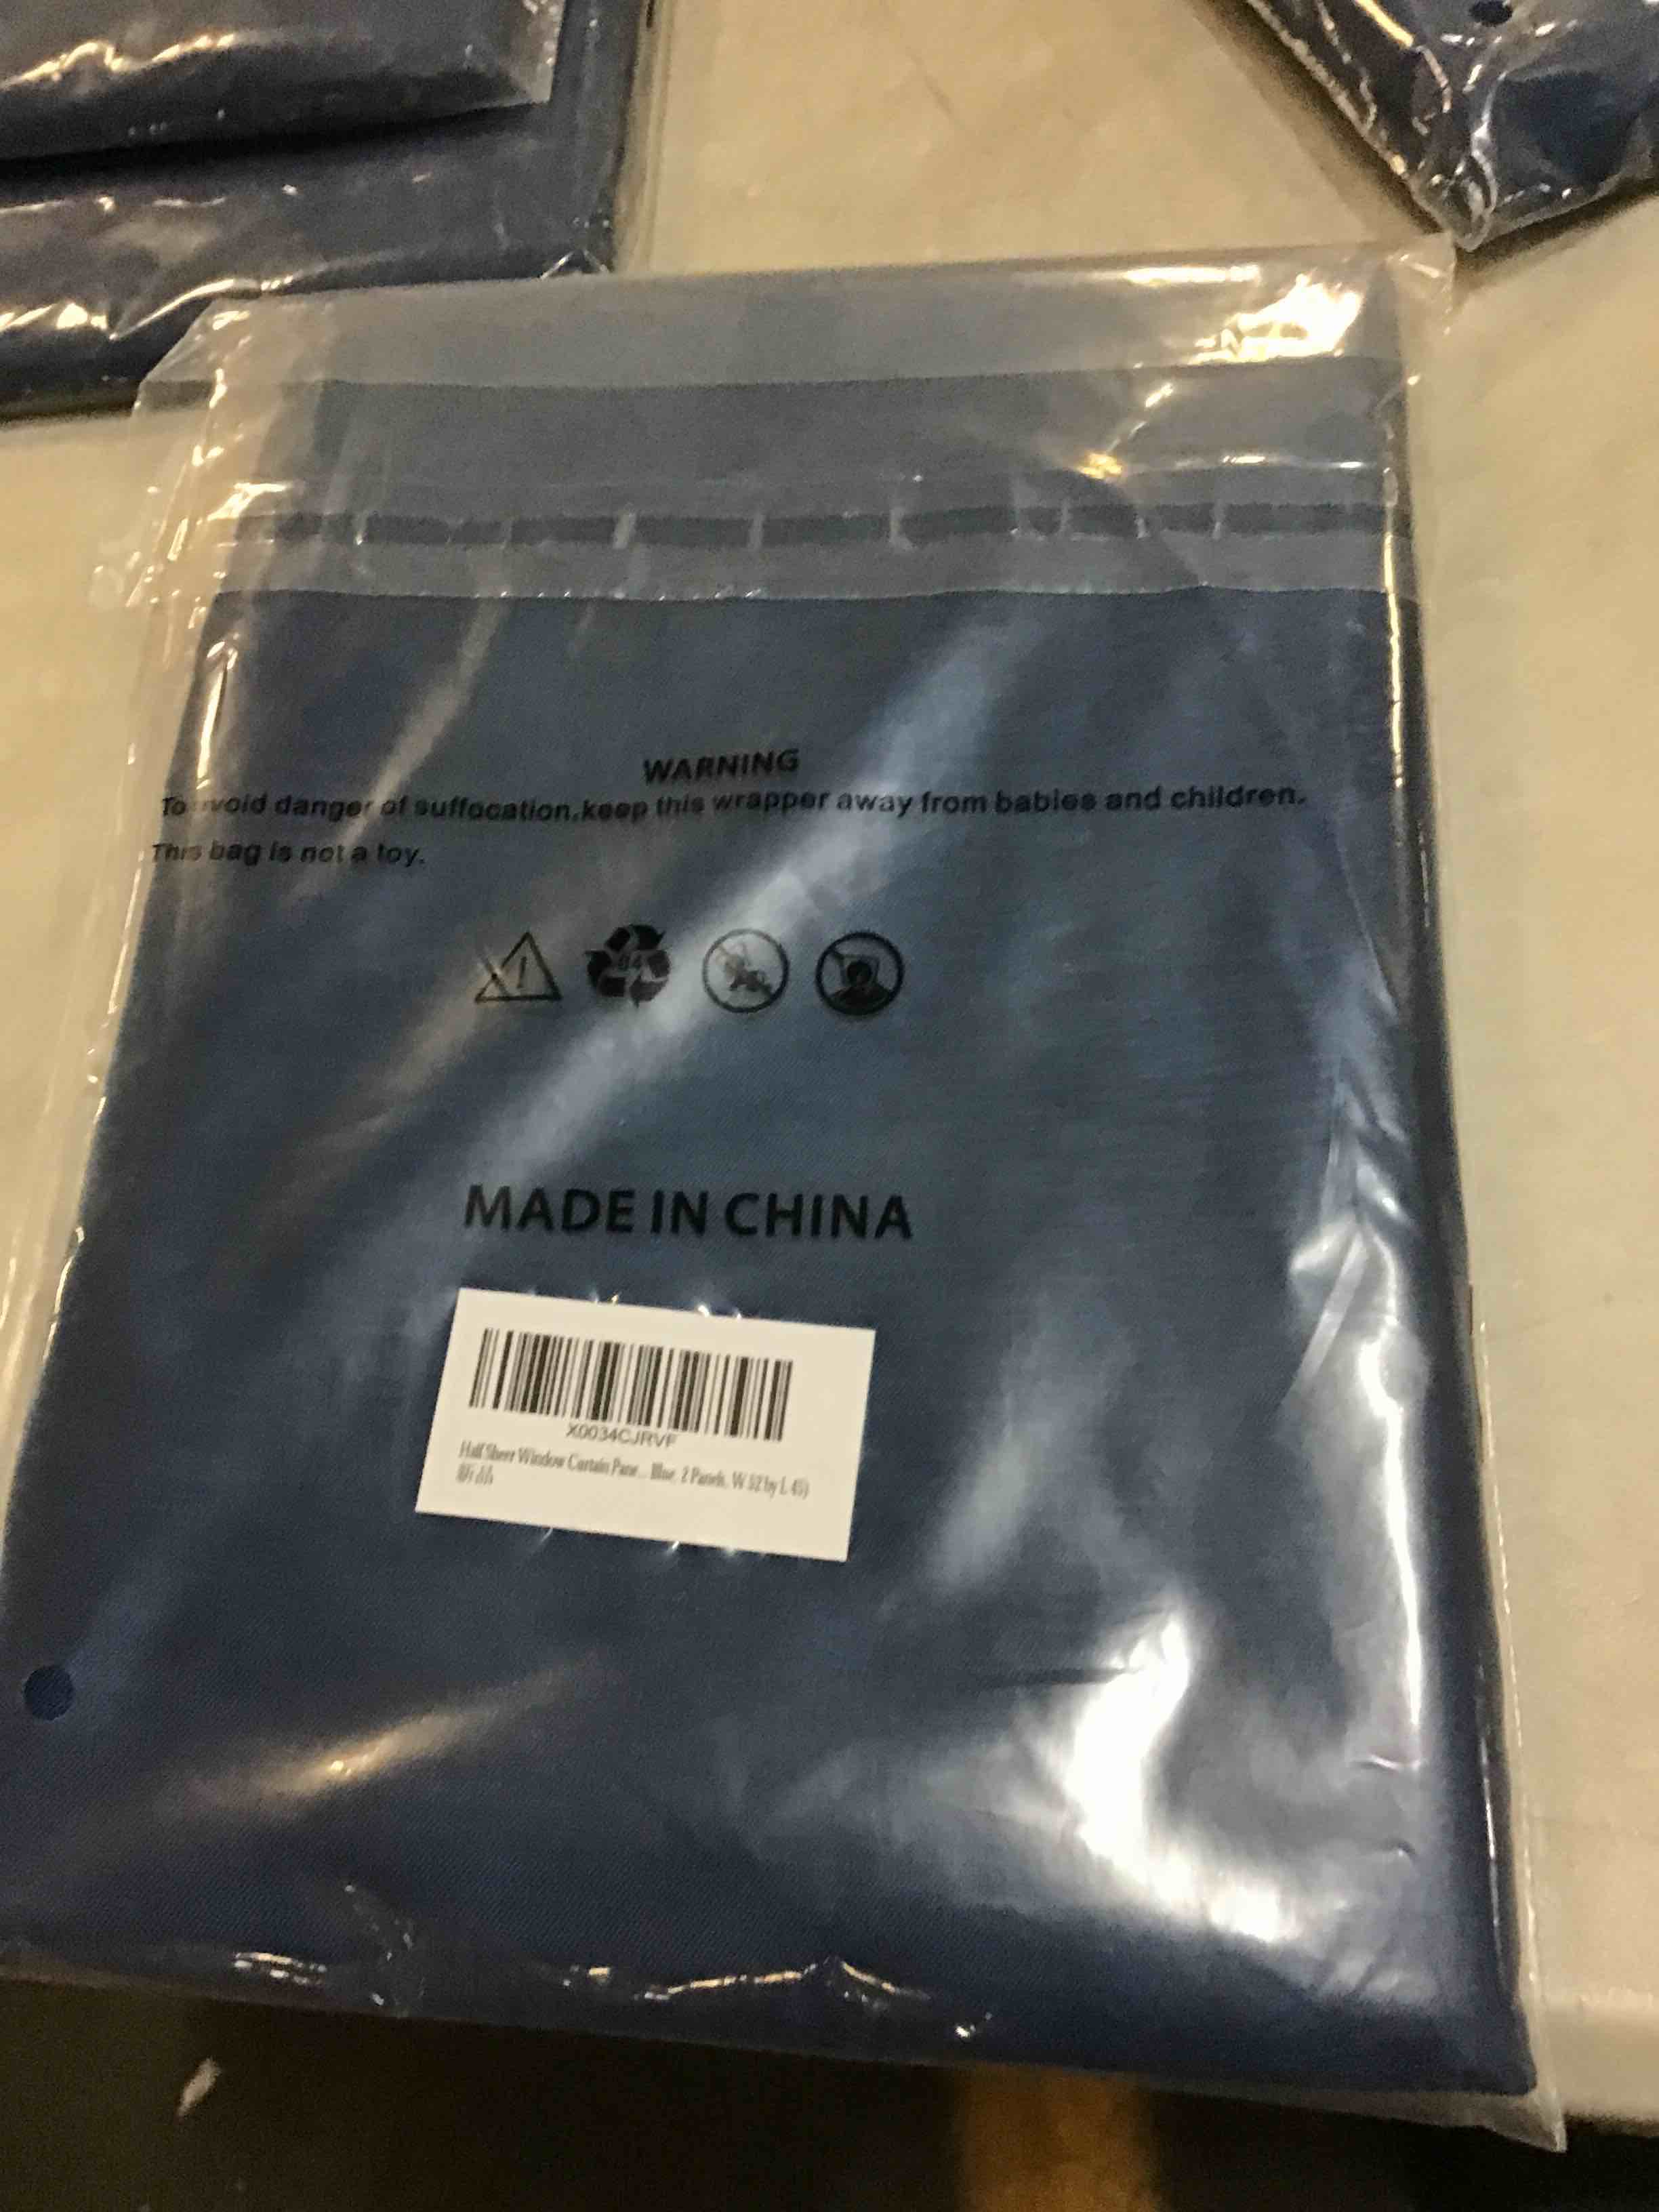 WARNING
To avoid danger of suffocation,keep this wrapper away from babies and children.
This bag is not a toy.
04
MADE IN CHINA
X0034CJRVF
Half Sheer Window Curtain Pane... Blue, 2 Panels, W 52 by L 45)